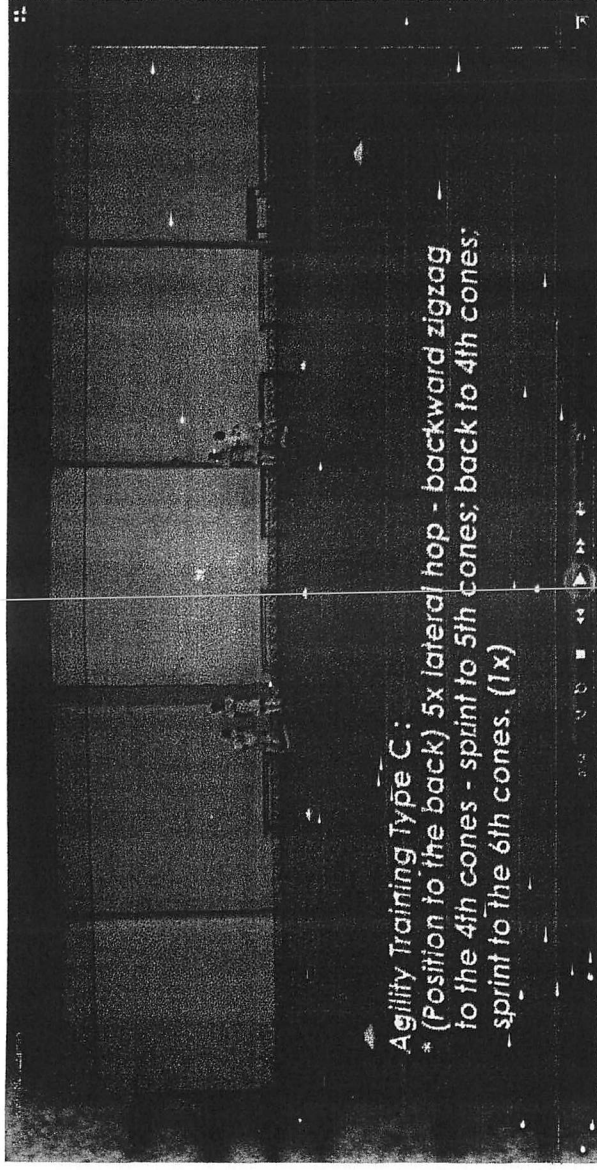 Agility Training Type C :
* (Position to the back) 5x lateral hop - backward zigzag
to the 4th cones - sprint to 5th cones; back to 4th cones;
sprint to the 6th cones. (1x)